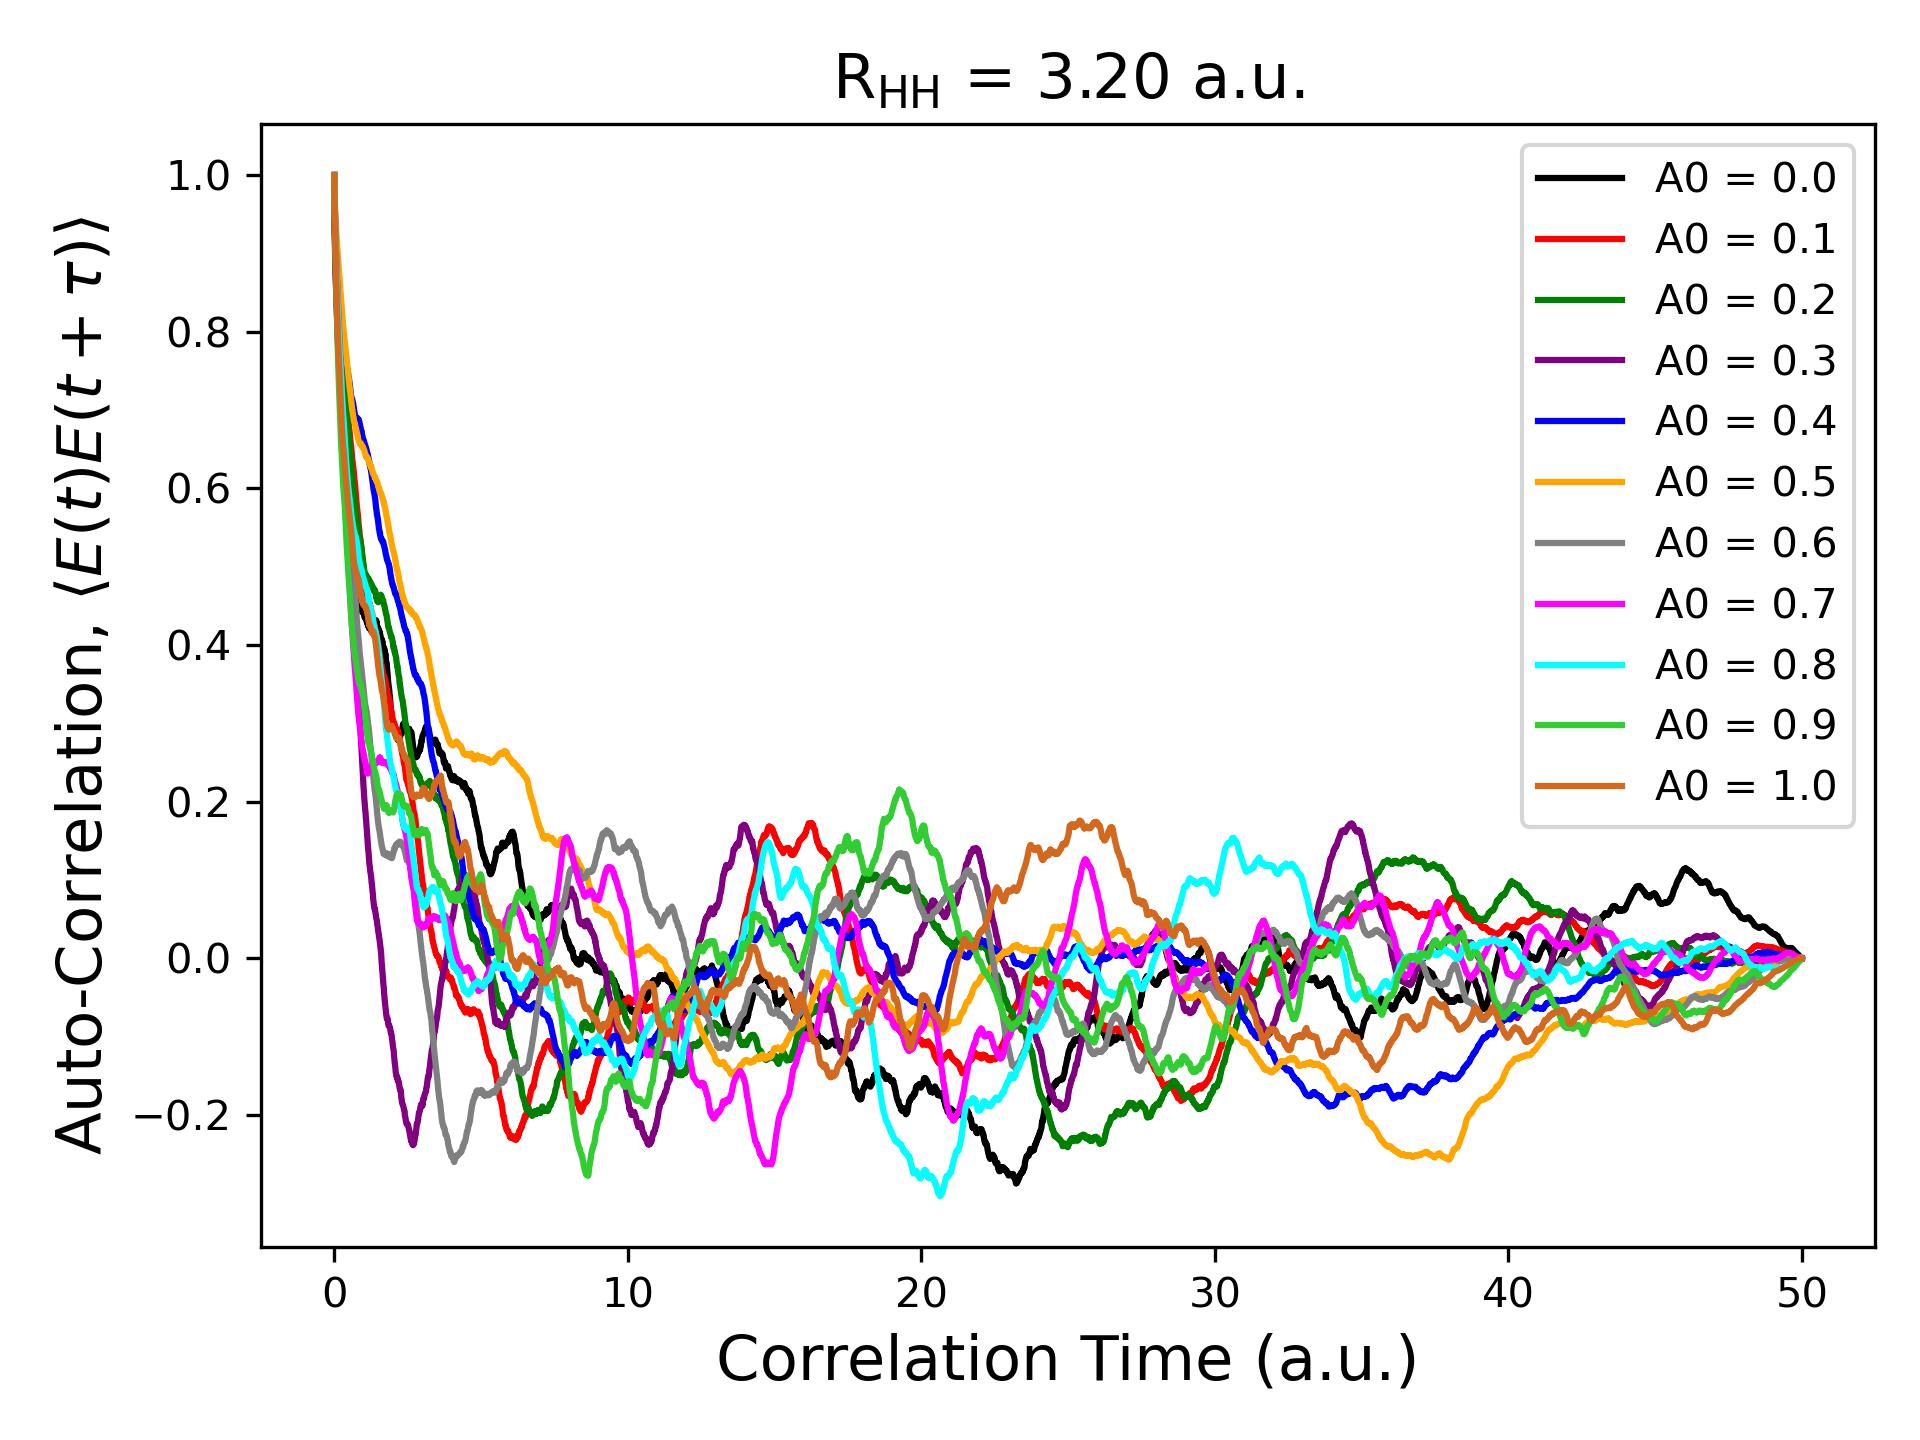 R_HH = 3.20 a.u.
Auto-Correlation, ⟨E(t)E(t + τ)⟩
1.0
0.8
0.6
0.4
0.2
0.0
−0.2
A0 = 0.0
A0 = 0.1
A0 = 0.2
A0 = 0.3
A0 = 0.4
A0 = 0.5
A0 = 0.6
A0 = 0.7
A0 = 0.8
A0 = 0.9
A0 = 1.0
0 10 20 30 40 50
Correlation Time (a.u.)